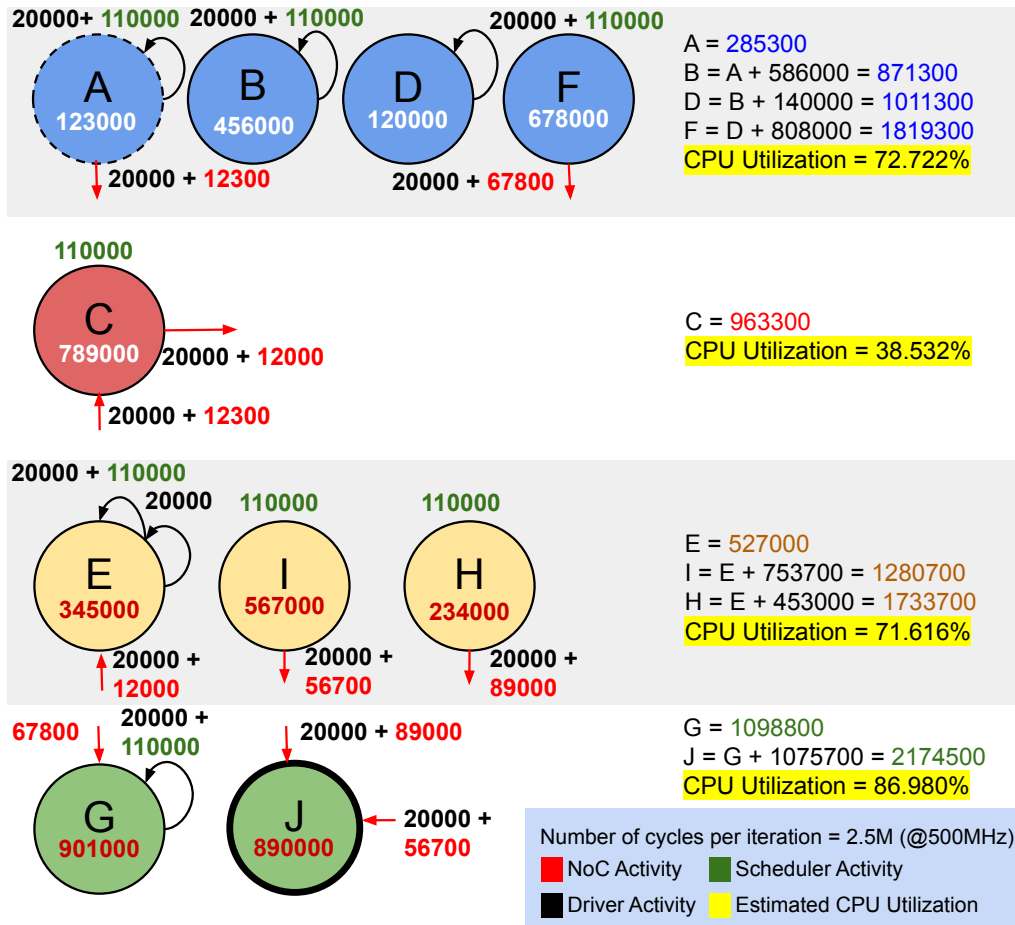 20000+ 110000
20000 + 110000
20000 + 110000
A
123000
B
456000
D
120000
F
678000
20000 + 12300
20000 + 67800
A = 285300
B = A + 586000 = 871300
D = B + 140000 = 1011300
F = D + 808000 = 1819300
CPU Utilization = 72.722%
110000
C
789000
20000 + 12000
20000 + 12300
C = 963300
CPU Utilization = 38.532%
20000 + 110000
20000
110000
110000
E
345000
I
567000
H
234000
20000 +
12000
20000 +
56700
20000 +
89000
E = 527000
I = E + 753700 = 1280700
H = E + 453000 = 1733700
CPU Utilization = 71.616%
67800
20000 +
110000
20000 + 89000
G
901000
J
890000
20000 +
56700
G = 1098800
J = G + 1075700 = 2174500
CPU Utilization = 86.980%
Number of cycles per iteration = 2.5M (@500MHz)
NoC Activity
Scheduler Activity
Driver Activity
Estimated CPU Utilization